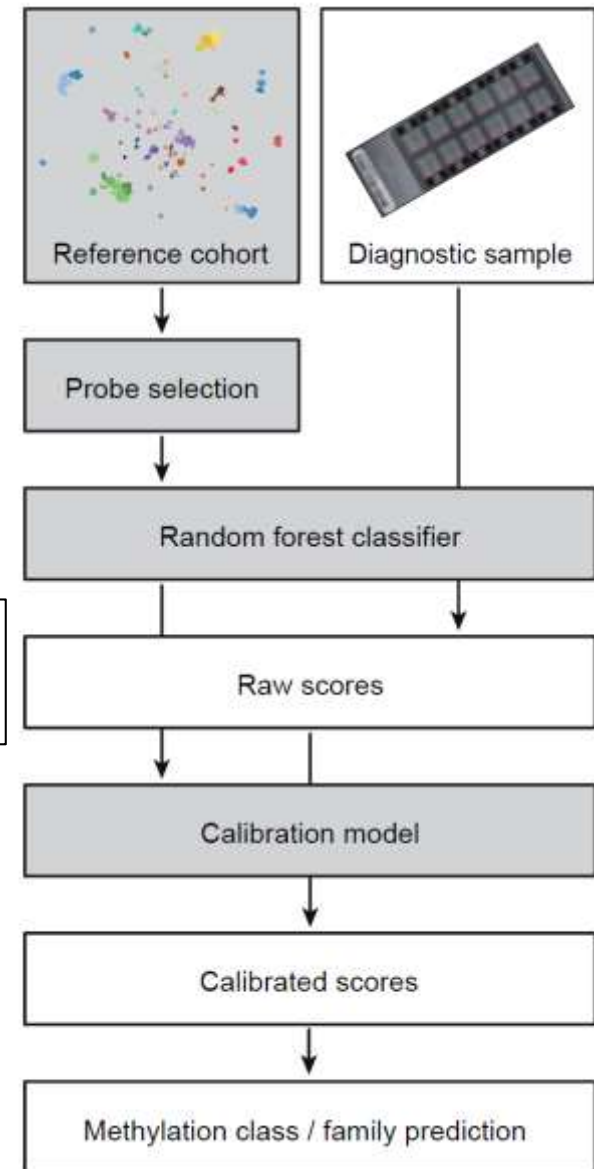 Reference cohort
Diagnostic sample
Probe selection
Random forest classifier
Raw scores
Calibration model
Calibrated scores
Methylation class / family prediction